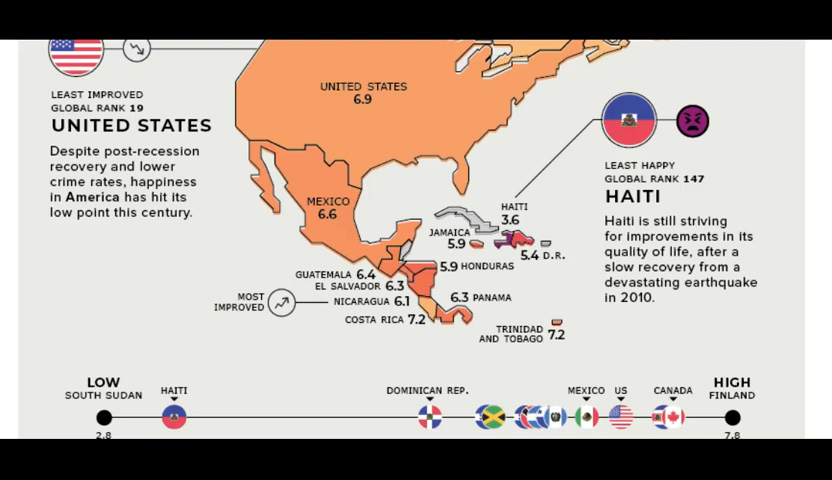 LEAST IMPROVED
GLOBAL RANK 19
UNITED STATES
Despite post-recession
recovery and lower
crime rates, happiness
in America has hit its
low point this century.
UNITED STATES
6.9
MEXICO
6.6
LEAST HAPPY
GLOBAL RANK 147
HAITI
Haiti is still striving
for improvements in its
quality of life, after a
slow recovery from a
devastating earthquake
in 2010.
HAITI
3.6
JAMAICA
5.9
5.4 D.R.
5.9 HONDURAS
GUATEMALA 6.4
EL SALVADOR 6.3
MOST
IMPROVED
NICARAGUA 6.1
6.3 PANAMA
COSTA RICA 7.2
TRINIDAD
AND TOBAGO 7.2
LOW
SOUTH SUDAN
2.8
HAITI
DOMINICAN REP.
MEXICO
US
CANADA
HIGH
FINLAND
7.8